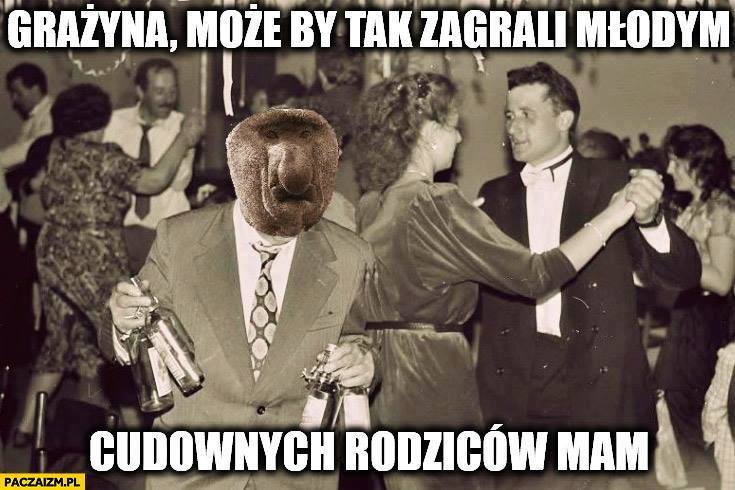 GRAŻYNA, MOŻE BY TAK ZAGRALI MŁODYM
CUDOWNYCH RODZICÓW MAM
PACZAIZM.PL